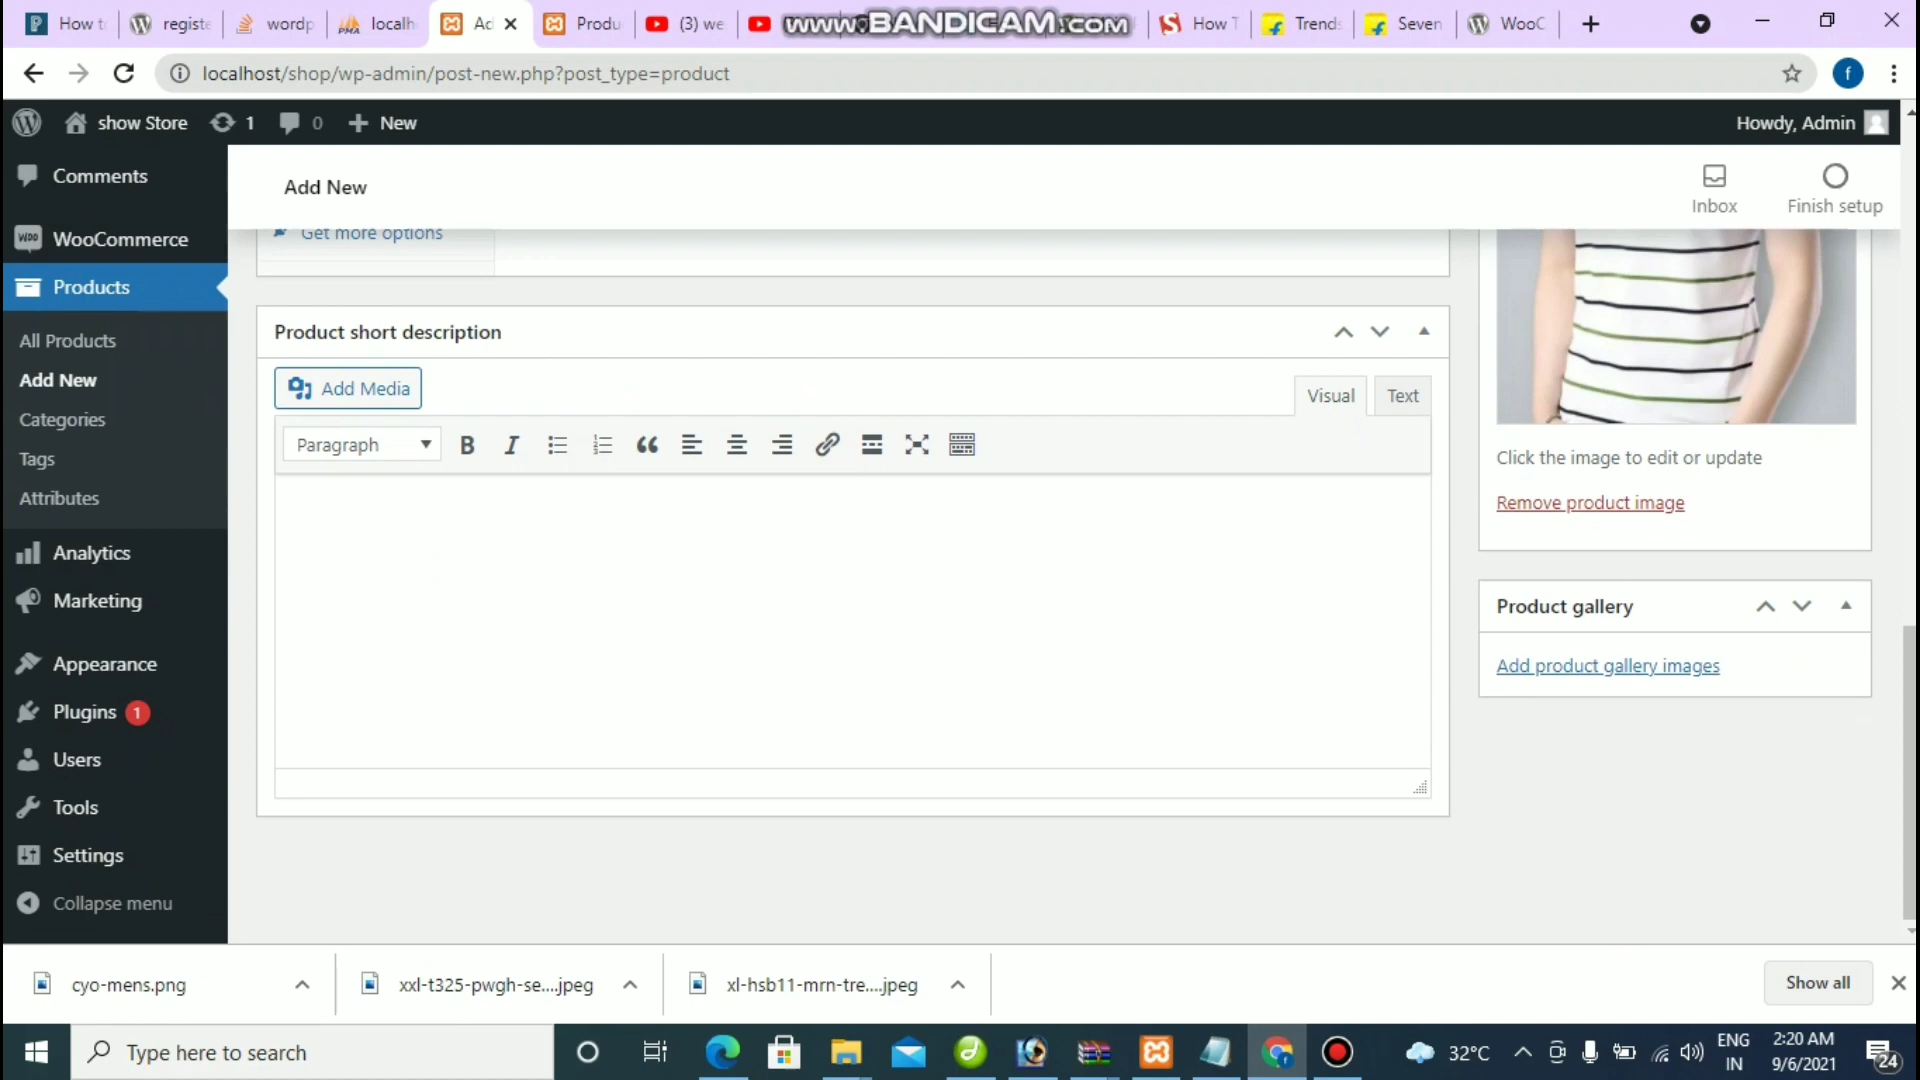 How t
registe
wordp
localh
Ac
Produ
(3) we
www.BANDICAM.com
How T
Trends
Seven
WooC
localhost/shop/wp-admin/post-new.php?post_type=product
f
show Store
1
0
New
Howdy, Admin
Comments
WooCommerce
Products
All Products
Add New
Categories
Tags
Attributes
Analytics
Marketing
Appearance
Plugins 1
Users
Tools
Settings
Collapse menu
Add New
Inbox
Finish setup
Get more options
Product short description
Add Media
Visual
Text
Paragraph
B
I
Click the image to edit or update
Remove product image
Product gallery
Add product gallery images
cyo-mens.png
xxl-t325-pwgh-se....jpeg
xl-hsb11-mrn-tre....jpeg
Show all
Type here to search
32°C
ENG
IN
2:20 AM
9/6/2021
24